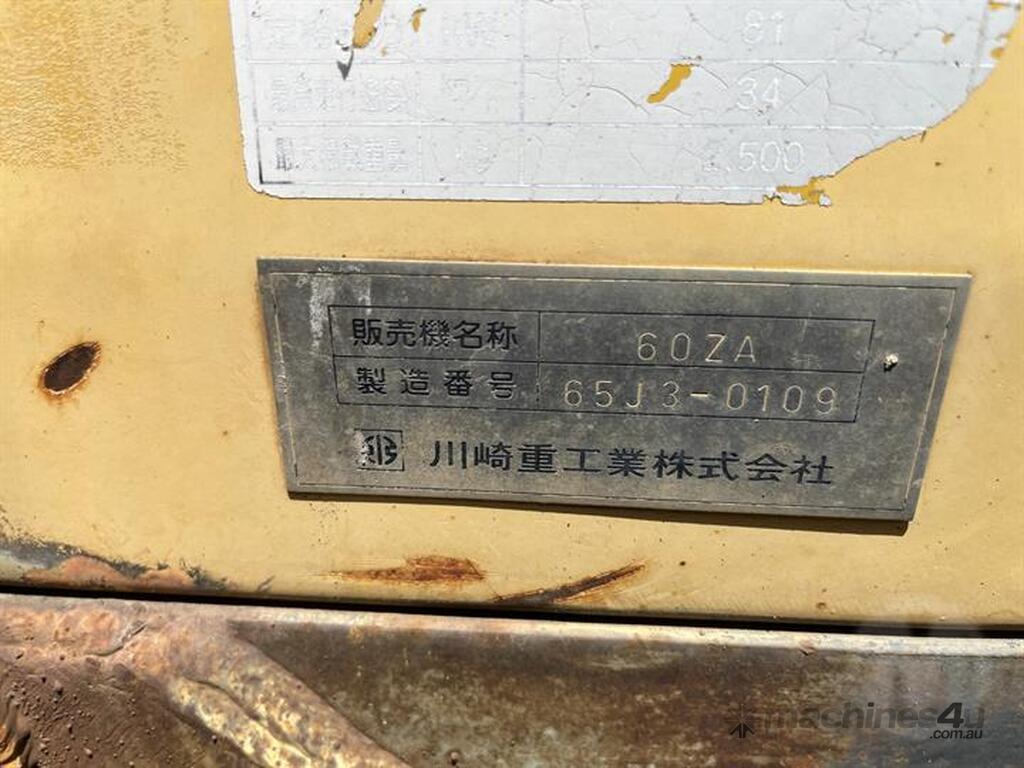 81
34
500
販売機名称 60ZA
製造番号 65J3-0109
川崎重工業株式会社
machines4u
.com.au